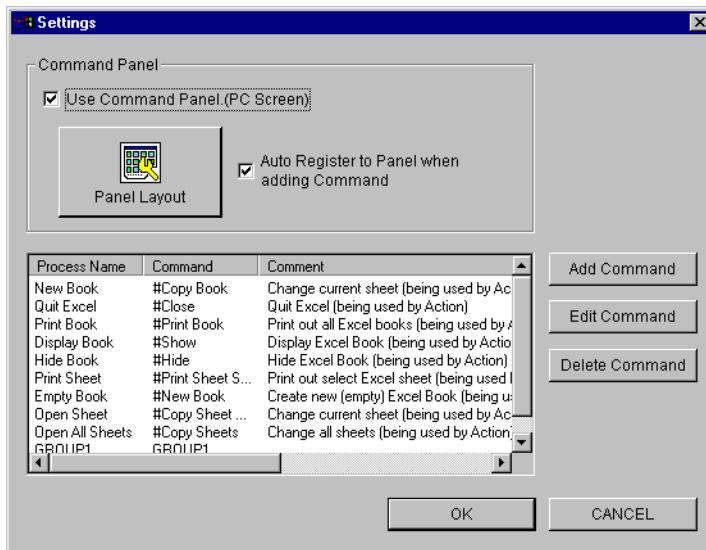 Settings
Command Panel
Use Command Panel.(PC Screen)
Panel Layout
Auto Register to Panel when
adding Command
Process Name Command Comment
New Book #Copy Book Change current sheet (being used by Ac
Quit Excel #Close Quit Excel (being used by Action)
Print Book #Print Book Print out all Excel books (being used by A
Display Book #Show Display Excel Book (being used by Actio
Hide Book #Hide Hide Excel Book (being used by Action)
Print Sheet #Print Sheet S... Print out select Excel sheet (being used
Empty Book #New Book Create new (empty) Excel Book (being u
Open Sheet #Copy Sheet ... Change current sheet (being used by Ac
Open All Sheets #Copy Sheets Change all sheets (being used by Action
GROUP1 GROUP1
Add Command
Edit Command
Delete Command
OK
CANCEL